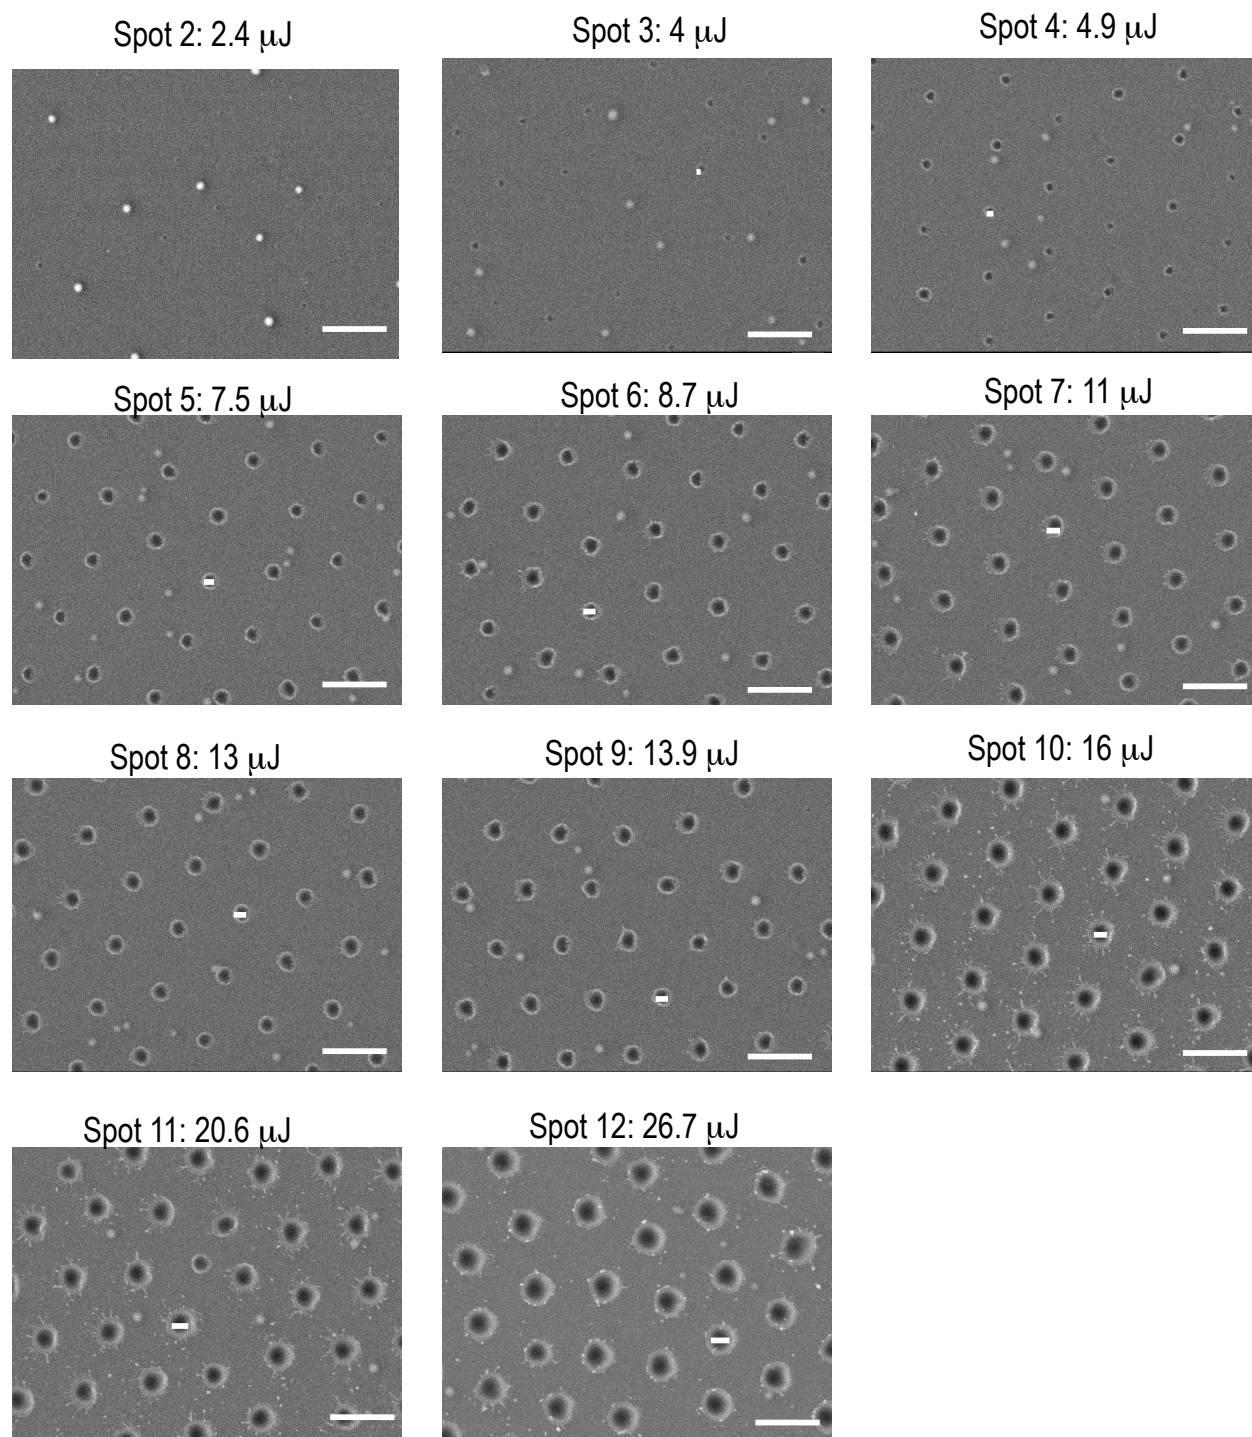 Spot 2: 2.4 μJ
Spot 3: 4 μJ
Spot 4: 4.9 μJ
Spot 5: 7.5 μJ
Spot 6: 8.7 μJ
Spot 7: 11 μJ
Spot 8: 13 μJ
Spot 9: 13.9 μJ
Spot 10: 16 μJ
Spot 11: 20.6 μJ
Spot 12: 26.7 μJ